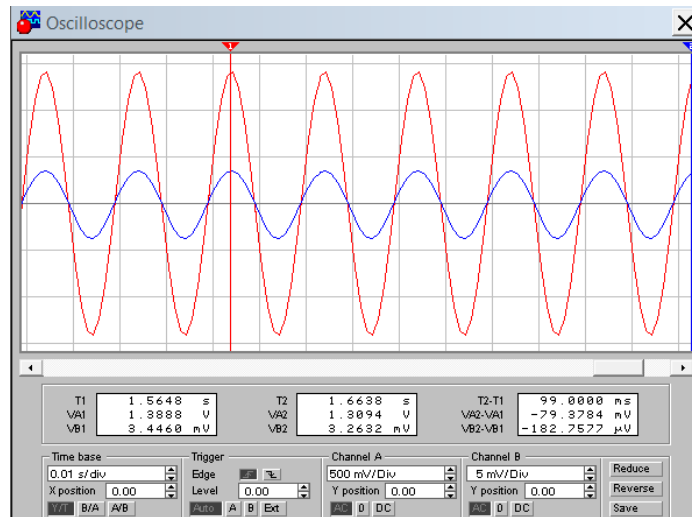 Oscilloscope
1
2
T1 1.5648 s T2 1.6638 s T2-T1 99.0000 ms
VA1 1.3888 V VA2 1.3094 V VA2-VA1 -79.3784 mV
VB1 3.4460 mV VB2 3.2632 mV VB2-VB1 -182.7577 µV
Time base Trigger Channel A Channel B
0.01 s/div Edge 500 mV/Div 5 mV/Div Reduce
X position 0.00 Level 0.00 Y position 0.00 Y position 0.00 Reverse
Y/T B/A A/B Auto A B Ext AC 0 DC AC 0 DC Save